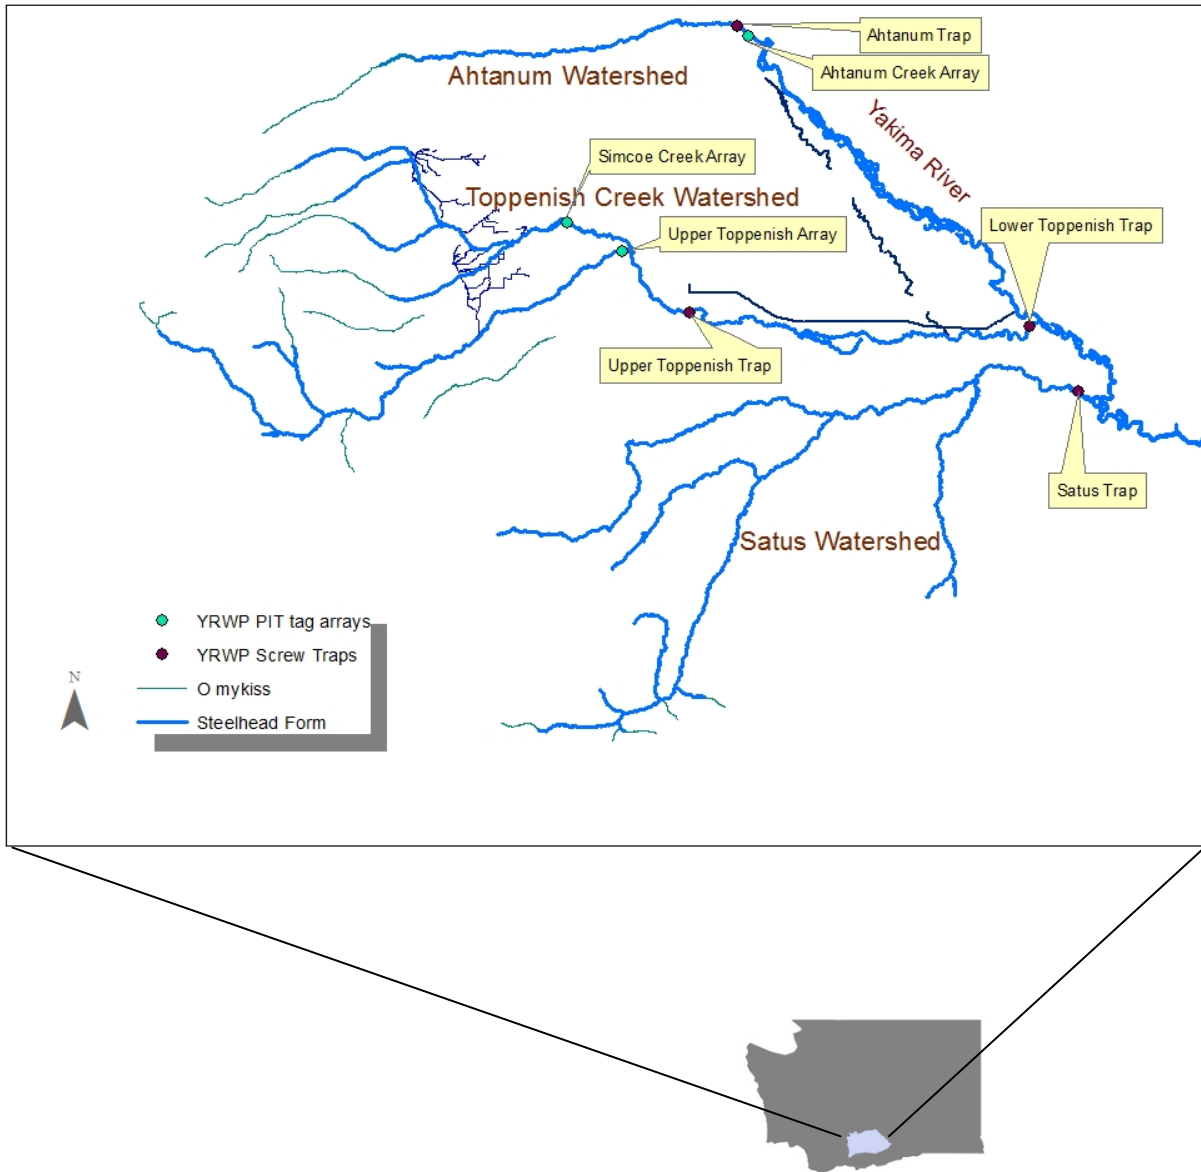 Ahtanum Trap
Ahtanum Watershed
Ahtanum Creek Array
Yakima River
Simcoe Creek Array
Toppenish Creek Watershed
Lower Toppenish Trap
Upper Toppenish Array
Upper Toppenish Trap
Satus Trap
Satus Watershed
YRWP PIT tag arrays
YRWP Screw Traps
N
O mykiss
Steelhead Form